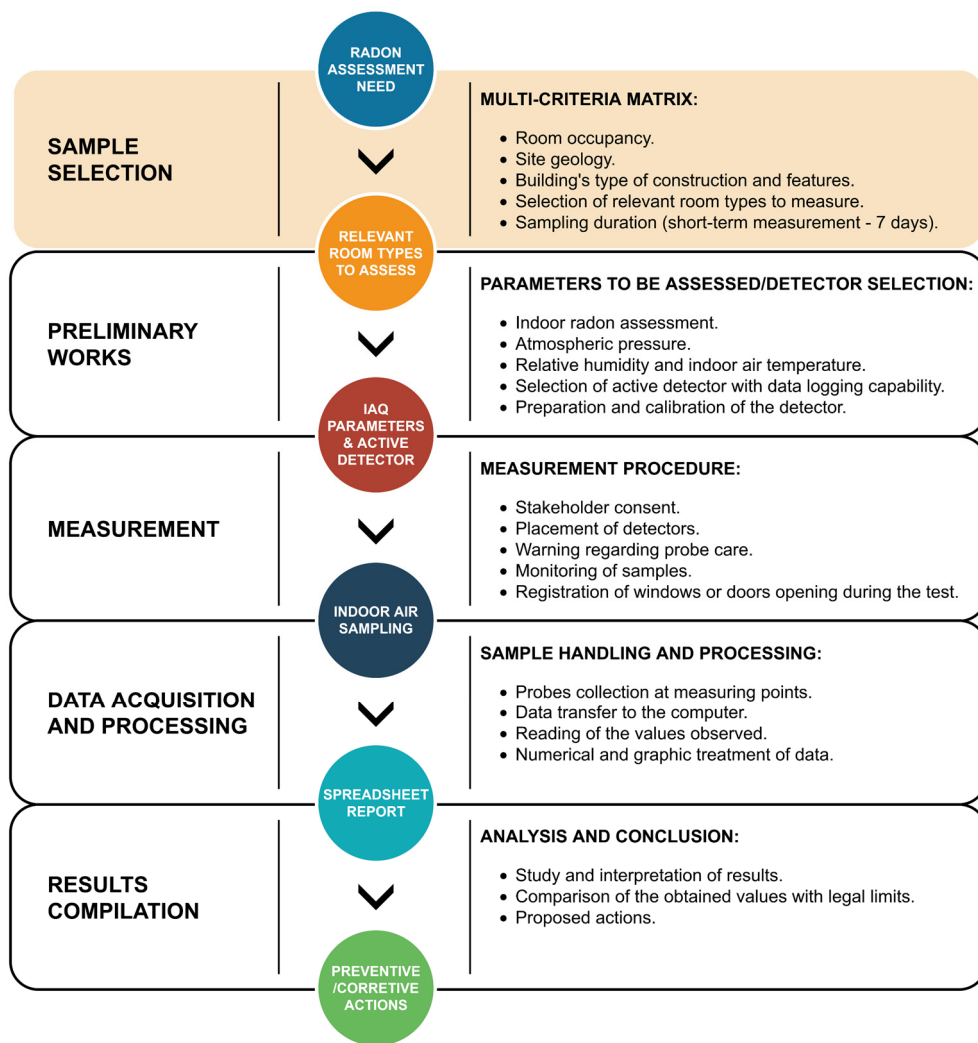 RADON
ASSESSMENT
NEED
SAMPLE
SELECTION
MULTI-CRITERIA MATRIX:
• Room occupancy.
• Site geology.
• Building's type of construction and features.
• Selection of relevant room types to measure.
• Sampling duration (short-term measurement - 7 days).
RELEVANT
ROOM TYPES
TO ASSESS
PRELIMINARY
WORKS
PARAMETERS TO BE ASSESSED/DETECTOR SELECTION:
• Indoor radon assessment.
• Atmospheric pressure.
• Relative humidity and indoor air temperature.
• Selection of active detector with data logging capability.
• Preparation and calibration of the detector.
IAQ
PARAMETERS
& ACTIVE
DETECTOR
MEASUREMENT
MEASUREMENT PROCEDURE:
• Stakeholder consent.
• Placement of detectors.
• Warning regarding probe care.
• Monitoring of samples.
• Registration of windows or doors opening during the test.
INDOOR AIR
SAMPLING
DATA ACQUISITION
AND PROCESSING
SAMPLE HANDLING AND PROCESSING:
• Probes collection at measuring points.
• Data transfer to the computer.
• Reading of the values observed.
• Numerical and graphic treatment of data.
SPREADSHEET
REPORT
RESULTS
COMPILATION
ANALYSIS AND CONCLUSION:
• Study and interpretation of results.
• Comparison of the obtained values with legal limits.
• Proposed actions.
PREVENTIVE
/CORRETIVE
ACTIONS